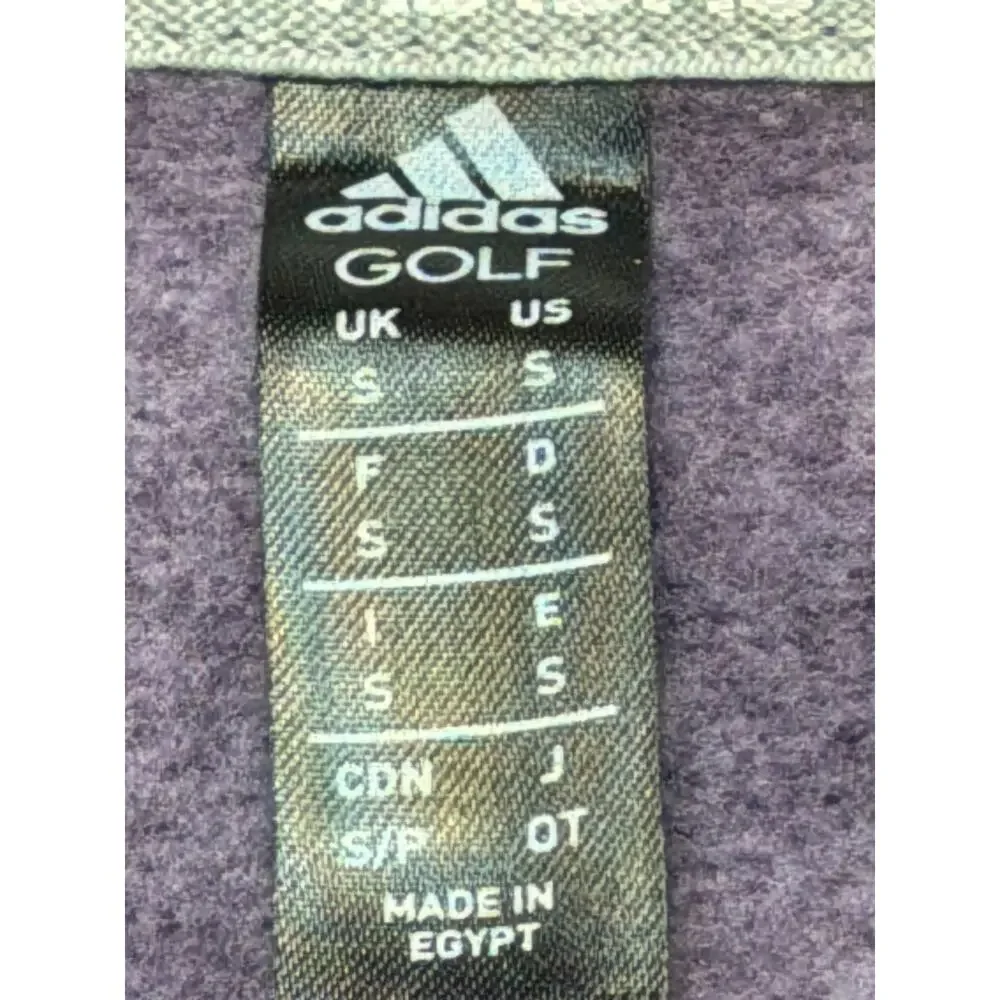 adidas
GOLF
UK US
S S
F D
S S
I E
S S
CDN J
S/P OT
MADE IN
EGYPT